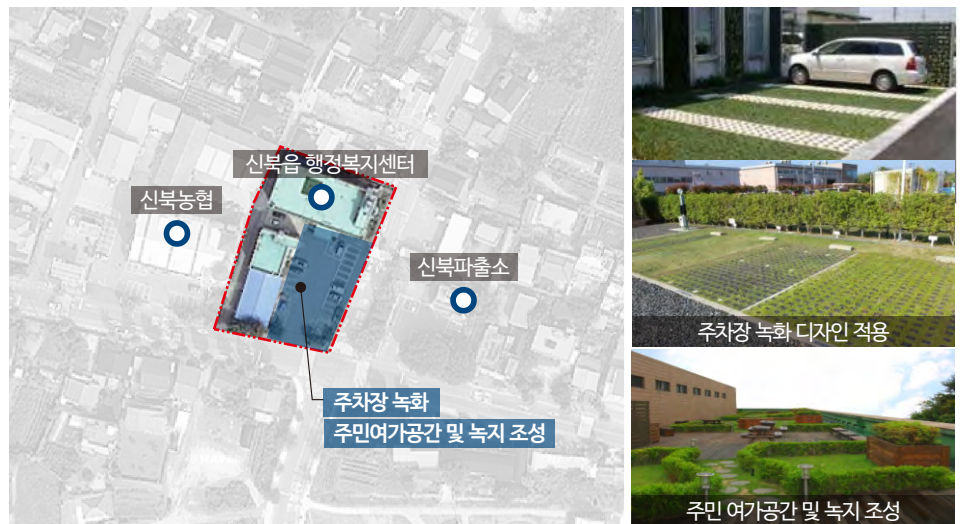 신북읍 행정복지센터
신북농협
신북파출소
주차장 녹화
주민여가공간 및 녹지 조성
주차장 녹화 디자인 적용
주민 여가공간 및 녹지 조성